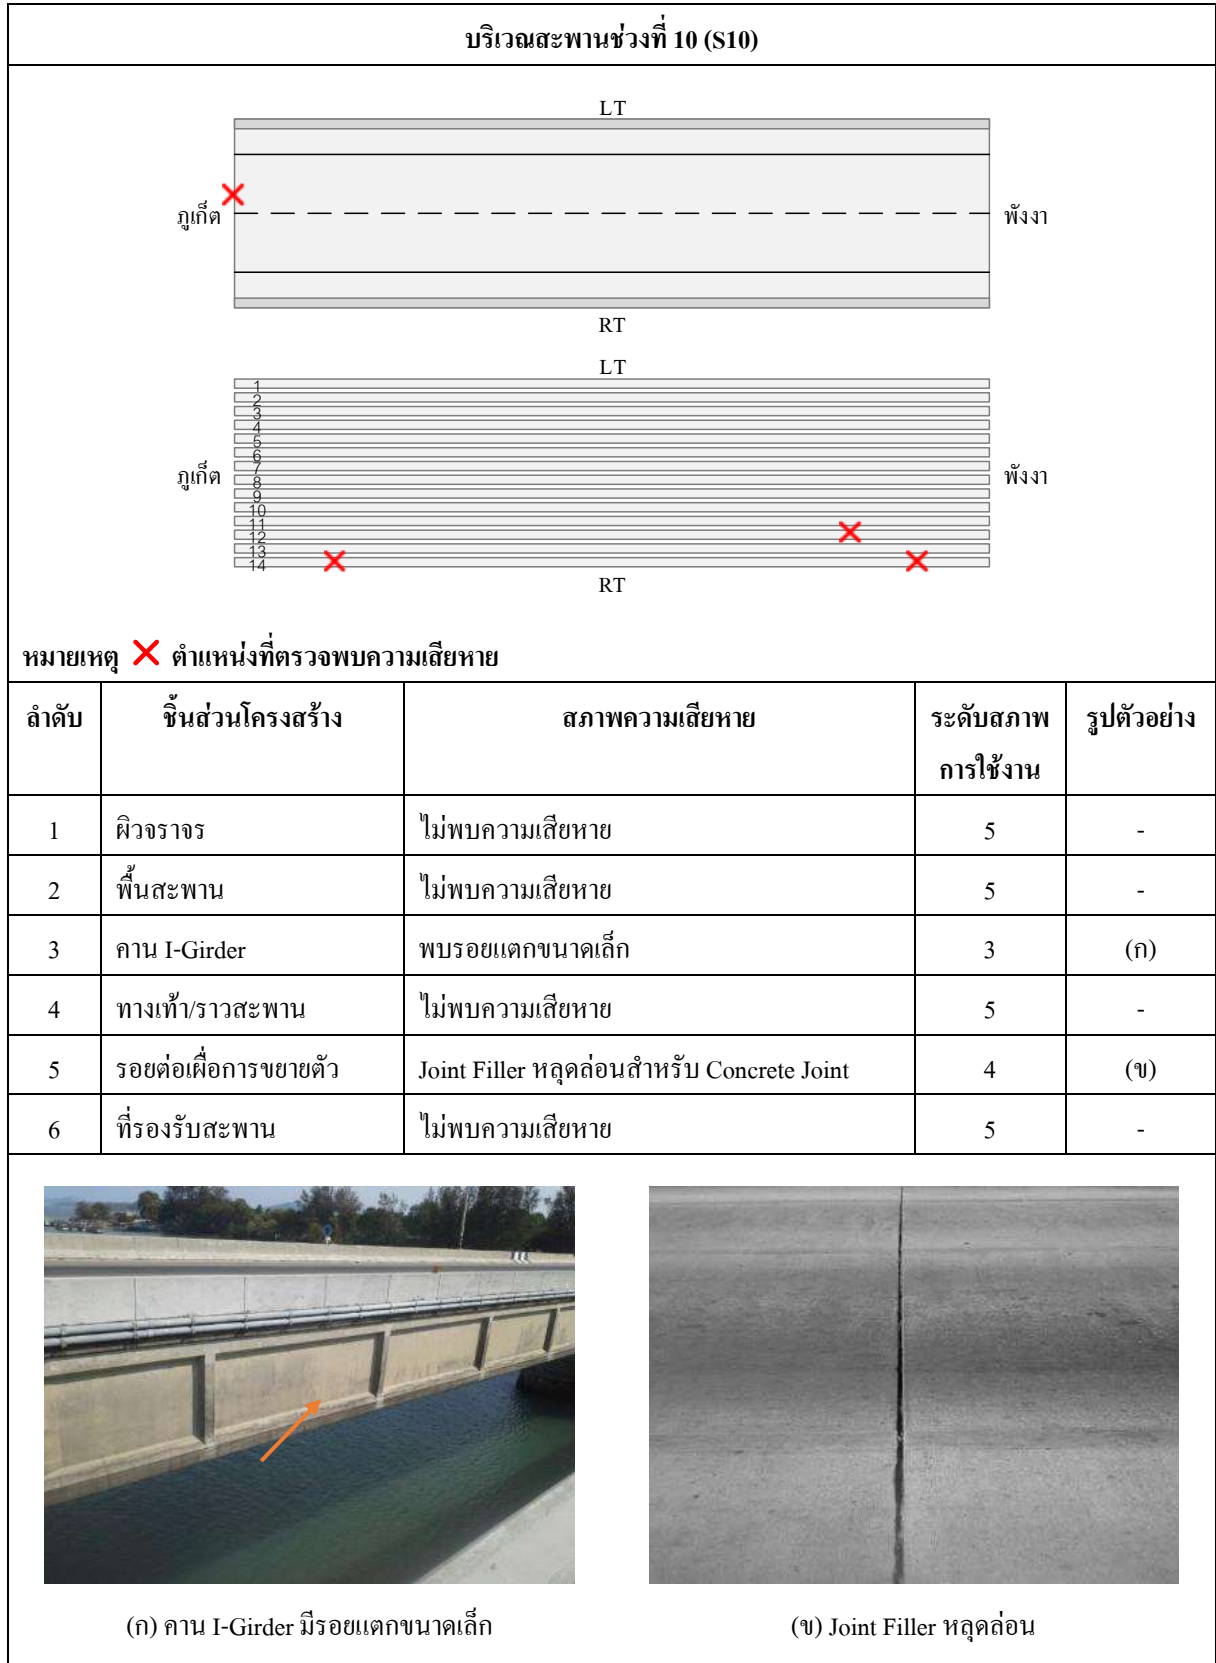 บริเวณสะพานช่วงที่ 10 (S10)
LT
ภูเก็ต
พังงา
RT
LT
1
2
3
4
5
6
7
8
9
10
11
12
13
14
ภูเก็ต
พังงา
RT
หมายเหตุ ✕ ตำแหน่งที่ตรวจพบความเสียหาย
ลำดับ ชิ้นส่วนโครงสร้าง สภาพความเสียหาย ระดับสภาพการใช้งาน รูปตัวอย่าง
1 ผิวจราจร ไม่พบความเสียหาย 5 -
2 พื้นสะพาน ไม่พบความเสียหาย 5 -
3 คาน I-Girder พบรอยแตกขนาดเล็ก 3 (ก)
4 ทางเท้า/ราวสะพาน ไม่พบความเสียหาย 5 -
5 รอยต่อเผื่อการขยายตัว Joint Filler หลุดล่อนสำหรับ Concrete Joint 4 (ข)
6 ที่รองรับสะพาน ไม่พบความเสียหาย 5 -
(ก) คาน I-Girder มีรอยแตกขนาดเล็ก
(ข) Joint Filler หลุดล่อน